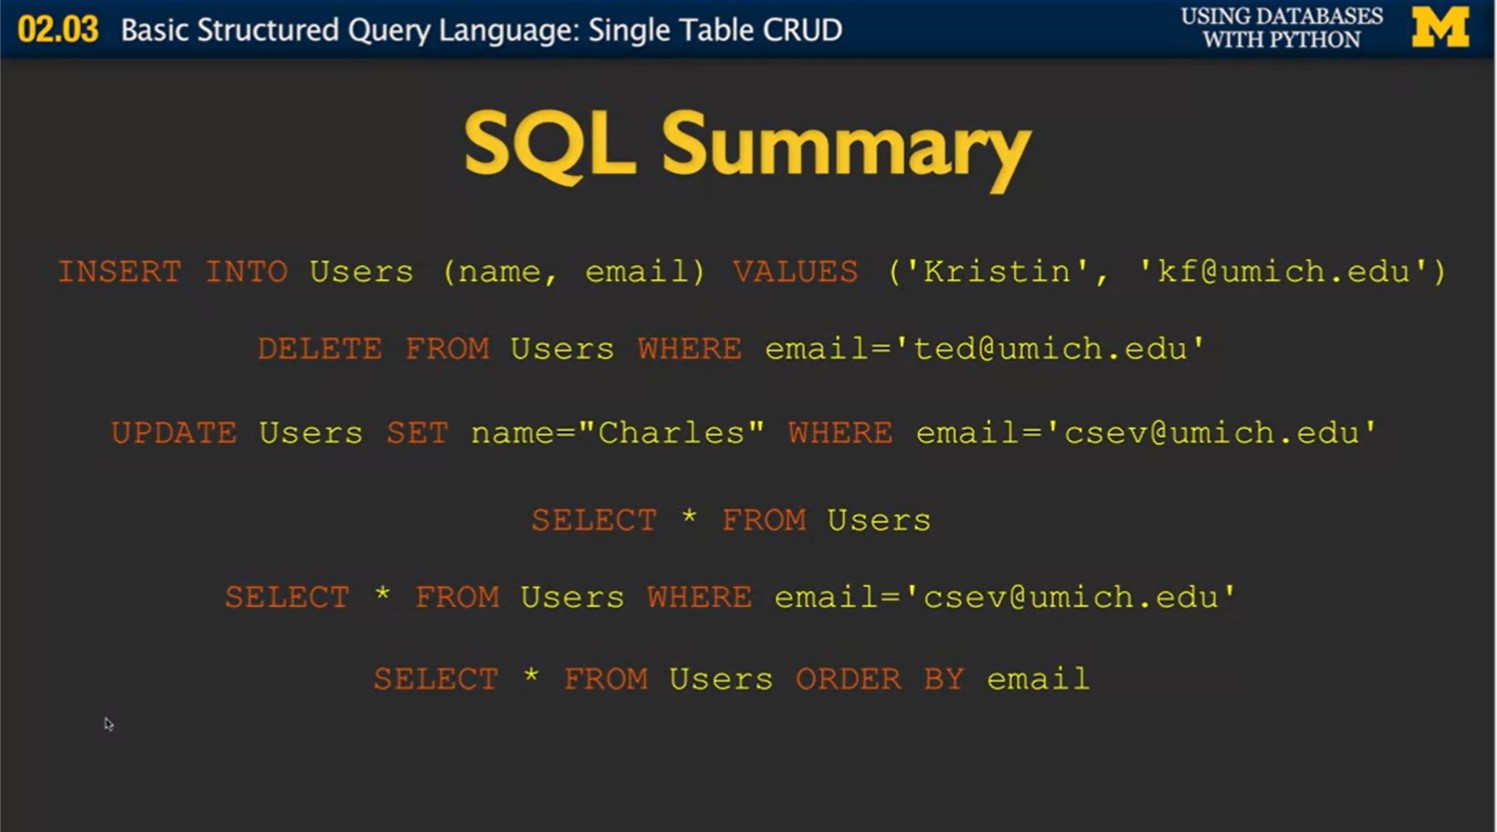 02.03 Basic Structured Query Language: Single Table CRUD
USING DATABASES
WITH PYTHON
M
SQL Summary
INSERT INTO Users (name, email) VALUES ('Kristin', 'kf@umich.edu')
DELETE FROM Users WHERE email='ted@umich.edu'
UPDATE Users SET name="Charles" WHERE email='csev@umich.edu'
SELECT * FROM Users
SELECT * FROM Users WHERE email='csev@umich.edu'
SELECT * FROM Users ORDER BY email